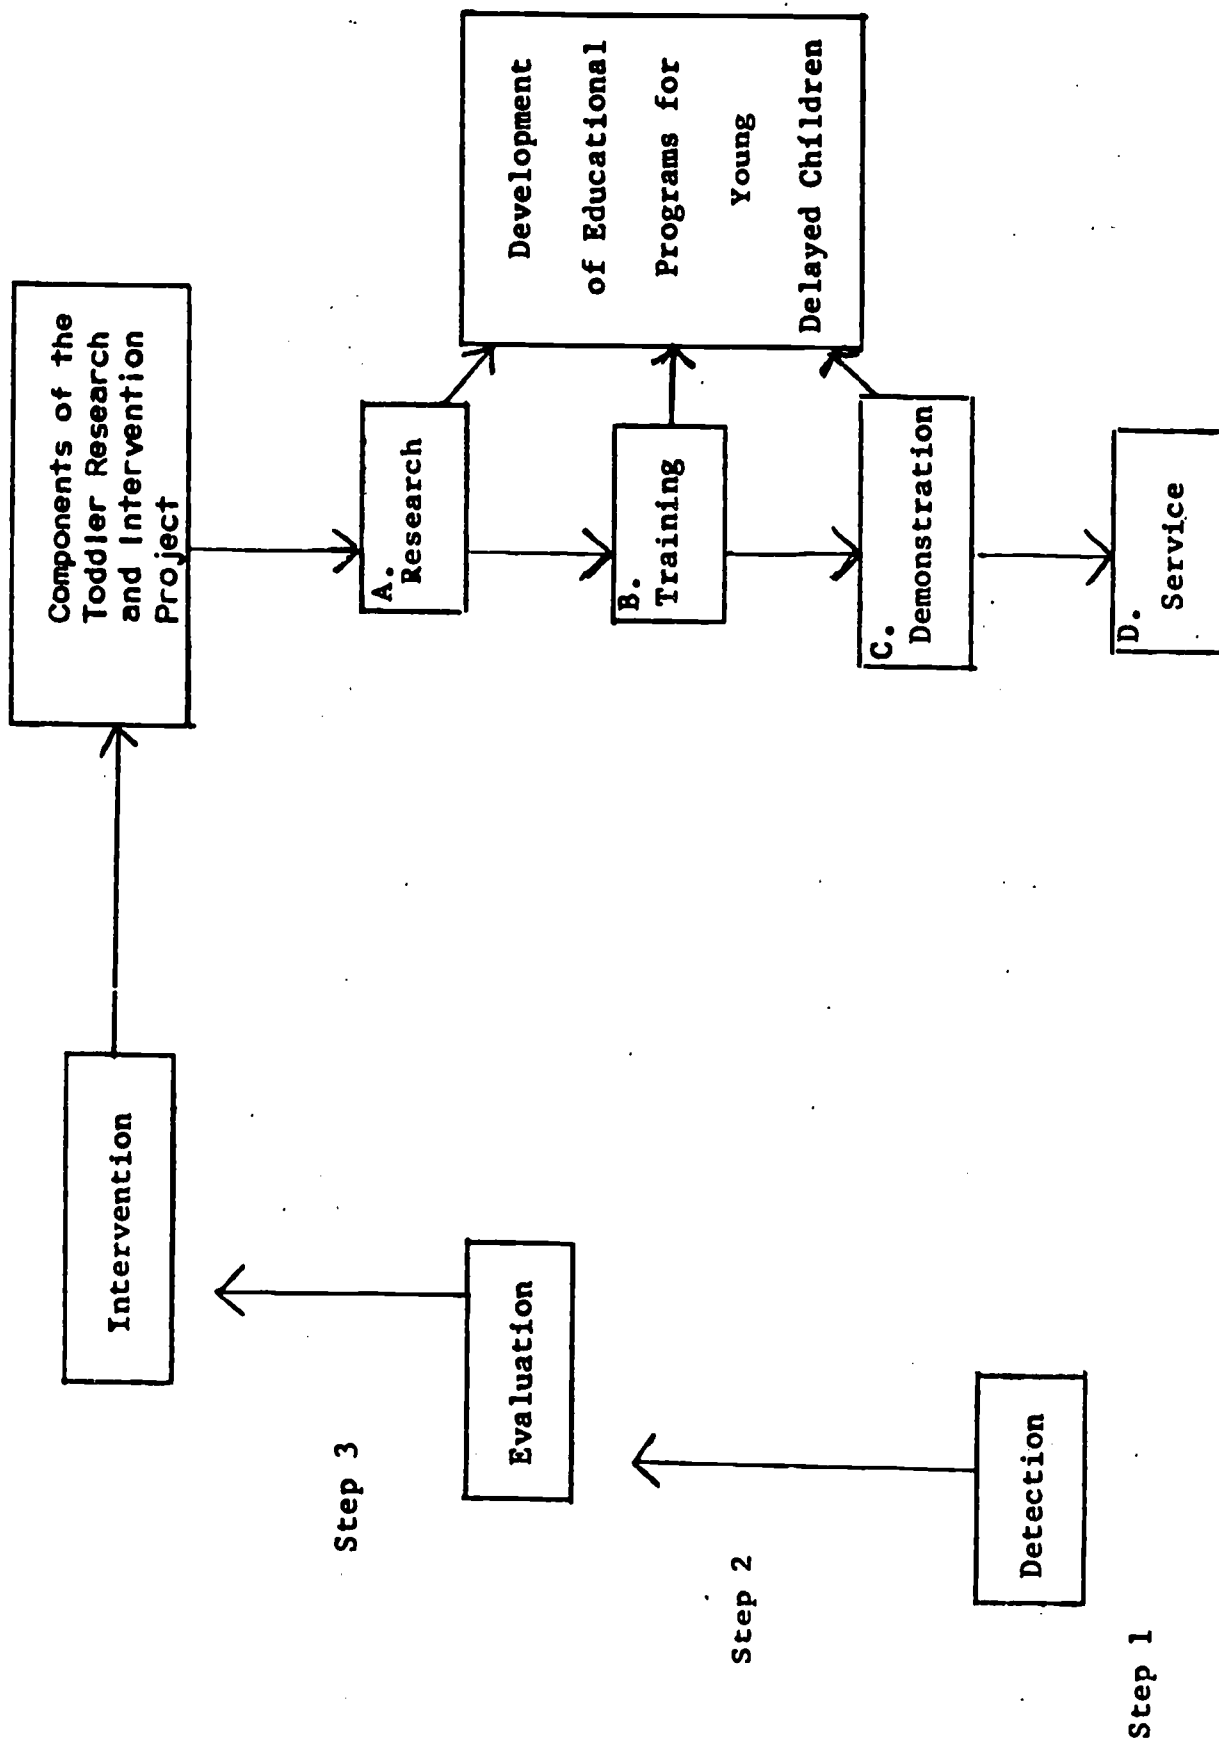 Step 1
Detection
Step 2
Evaluation
Step 3
Intervention
Components of the
Toddler Research
and Intervention
Project
A.
Research
B.
Training
C.
Demonstration
D.
Service
Development
of Educational
Programs for
Young
Delayed Children